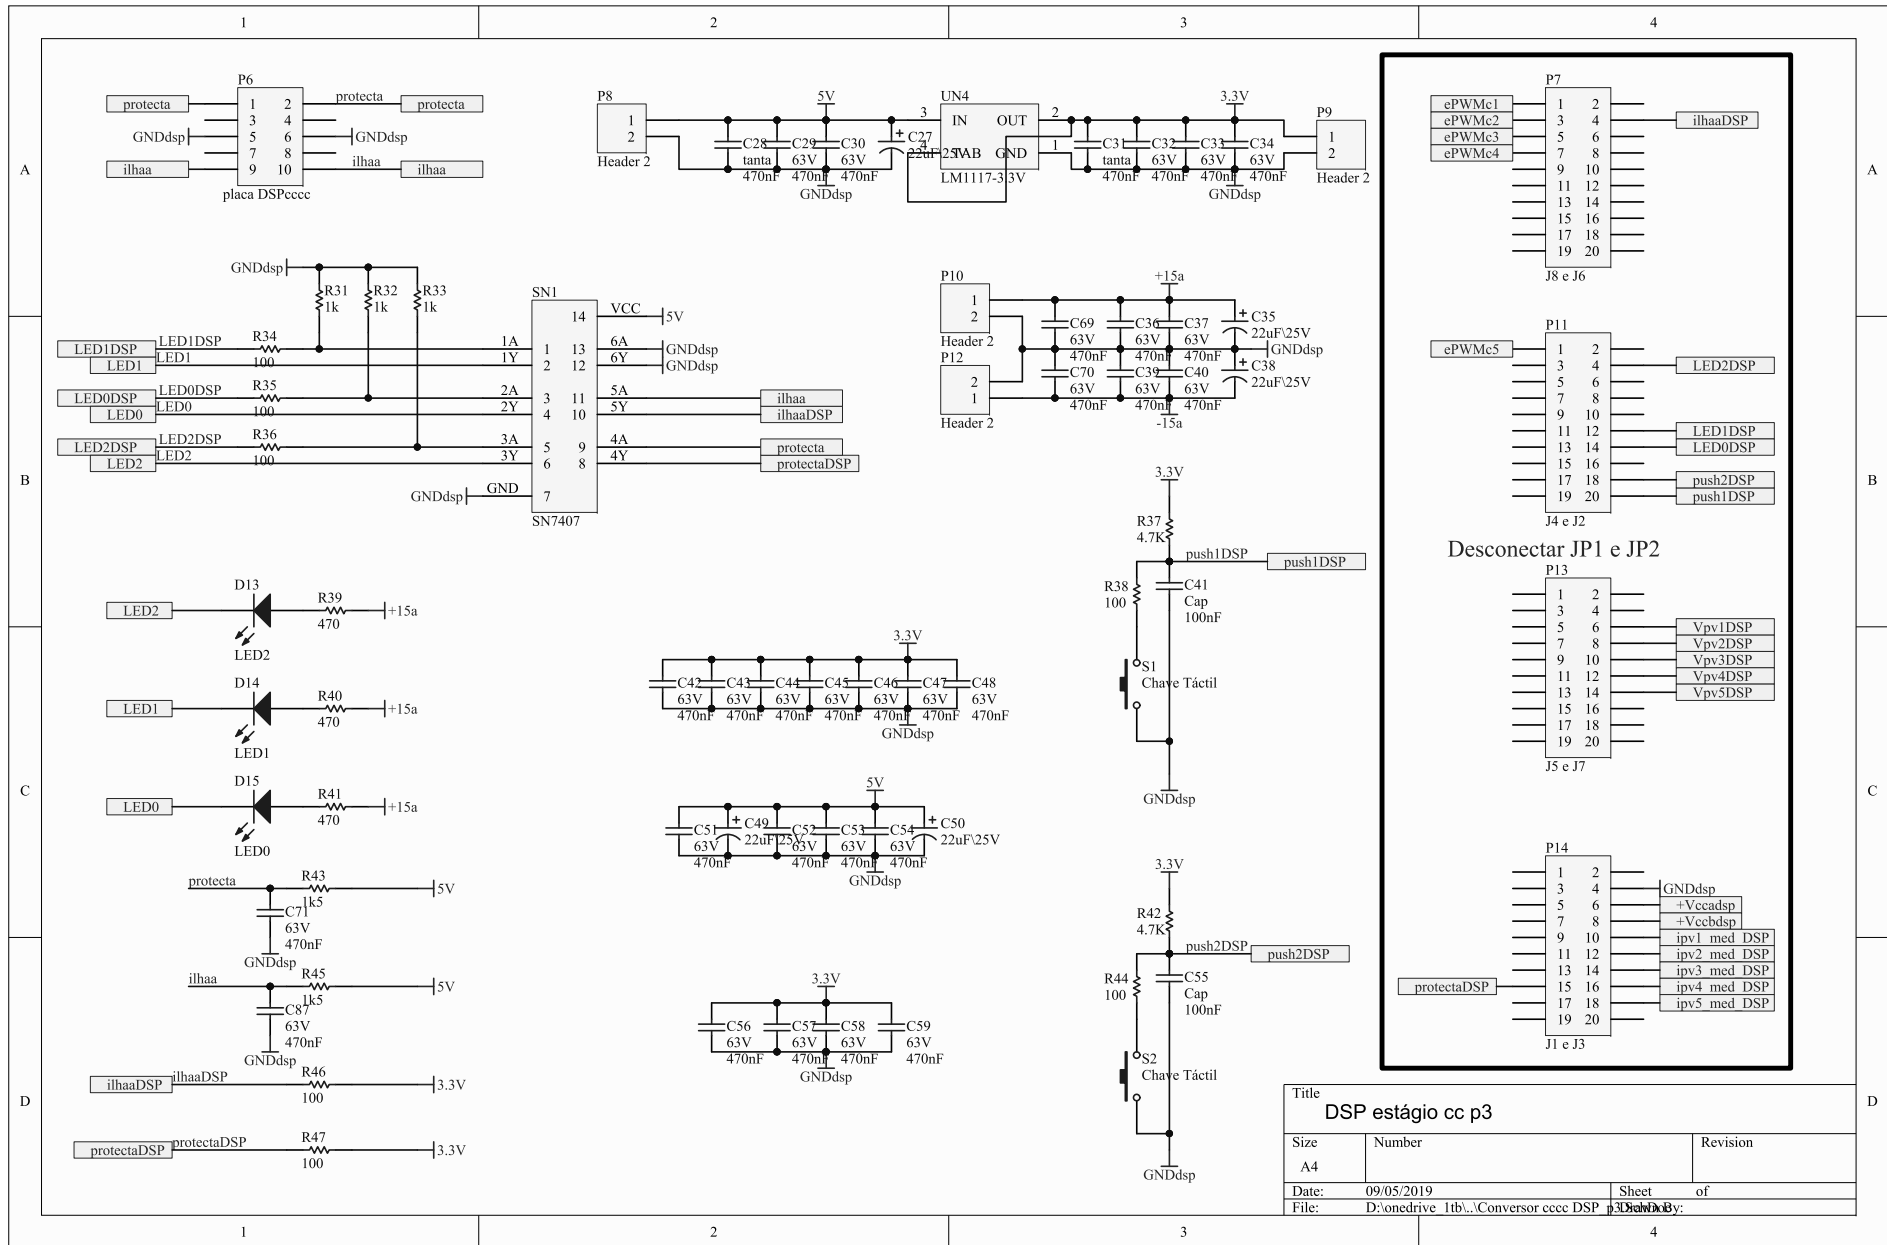 1 2 3 4
A A
B B
C C
D D
P6
protecta 1 2 protecta protecta
3 4
GNDdsp 5 6 GNDdsp
7 8
ilhaa 9 10 ilhaa ilhaa
placa DSPcccc
P8
1
2
Header 2
5V
C28
tanta
470nF
C29
63V
470nF
C30
63V
470nF
C27
22uF\25V
GNDdsp
UN4
3 IN OUT 2
4 TAB GND 1
LM1117-3.3V
3.3V
C31
tanta
470nF
C32
63V
470nF
C33
63V
470nF
C34
63V
470nF
GNDdsp
P9
1
2
Header 2
GNDdsp
R31
1k
R32
1k
R33
1k
LED1DSP LED1DSP R34
100
LED1 LED1
LED0DSP LED0DSP R35
100
LED0 LED0
LED2DSP LED2DSP R36
100
LED2 LED2
SN1
14 VCC 5V
1A 1 13 6A GNDdsp
1Y 2 12 6Y GNDdsp
2A 3 11 5A ilhaa
2Y 4 10 5Y ilhaaDSP
3A 5 9 4A protecta
3Y 6 8 4Y protectaDSP
GNDdsp GND 7
SN7407
P10
1
2
Header 2
P12
2
1
Header 2
+15a
C69
63V
470nF
C36
63V
470nF
C37
63V
470nF
C35
22uF\25V
GNDdsp
C70
63V
470nF
C39
63V
470nF
C40
63V
470nF
C38
22uF\25V
-15a
3.3V
R37
4.7K
push1DSP push1DSP
R38
100
C41
Cap
100nF
S1
Chave Táctil
GNDdsp
LED2 D13 R39 +15a
470
LED2
LED1 D14 R40 +15a
470
LED1
LED0 D15 R41 +15a
470
LED0
3.3V
C42
63V
470nF
C43
63V
470nF
C44
63V
470nF
C45
63V
470nF
C46
63V
470nF
C47
63V
470nF
C48
63V
470nF
GNDdsp
5V
C51
63V
470nF
C49
22uF\25V
C52
63V
470nF
C53
63V
470nF
C54
63V
470nF
C50
22uF\25V
GNDdsp
protecta R43 5V
1k5
C71
63V
470nF
GNDdsp
ilhaa R45 5V
1k5
C87
63V
470nF
GNDdsp
ilhaaDSP ilhaaDSP R46 3.3V
100
protectaDSP protectaDSP R47 3.3V
100
3.3V
C56
63V
470nF
C57
63V
470nF
C58
63V
470nF
C59
63V
470nF
GNDdsp
3.3V
R42
4.7K
push2DSP push2DSP
R44
100
C55
Cap
100nF
S2
Chave Táctil
GNDdsp
P7
ePWMc1 1 2
ePWMc2 3 4 ilhaaDSP
ePWMc3 5 6
ePWMc4 7 8
9 10
11 12
13 14
15 16
17 18
19 20
J8 e J6
P11
ePWMc5 1 2
3 4 LED2DSP
5 6
7 8
9 10
11 12 LED1DSP
13 14 LED0DSP
15 16
17 18 push2DSP
19 20 push1DSP
J4 e J2
Desconectar JP1 e JP2
P13
1 2
3 4
5 6 Vpv1DSP
7 8 Vpv2DSP
9 10 Vpv3DSP
11 12 Vpv4DSP
13 14 Vpv5DSP
15 16
17 18
19 20
J5 e J7
P14
1 2
3 4 GNDdsp
5 6 +Vccadsp
7 8 +Vccbdsp
9 10 ipv1_med_DSP
11 12 ipv2_med_DSP
13 14 ipv3_med_DSP
protectaDSP 15 16 ipv4_med_DSP
17 18 ipv5_med_DSP
19 20
J1 e J3
Title
DSP estágio cc p3
Size Number Revision
A4
Date: 09/05/2019 Sheet of
File: D:\onedrive_1tb\..\Conversor cccc DSP_p3.SchDoc By:
1 2 3 4